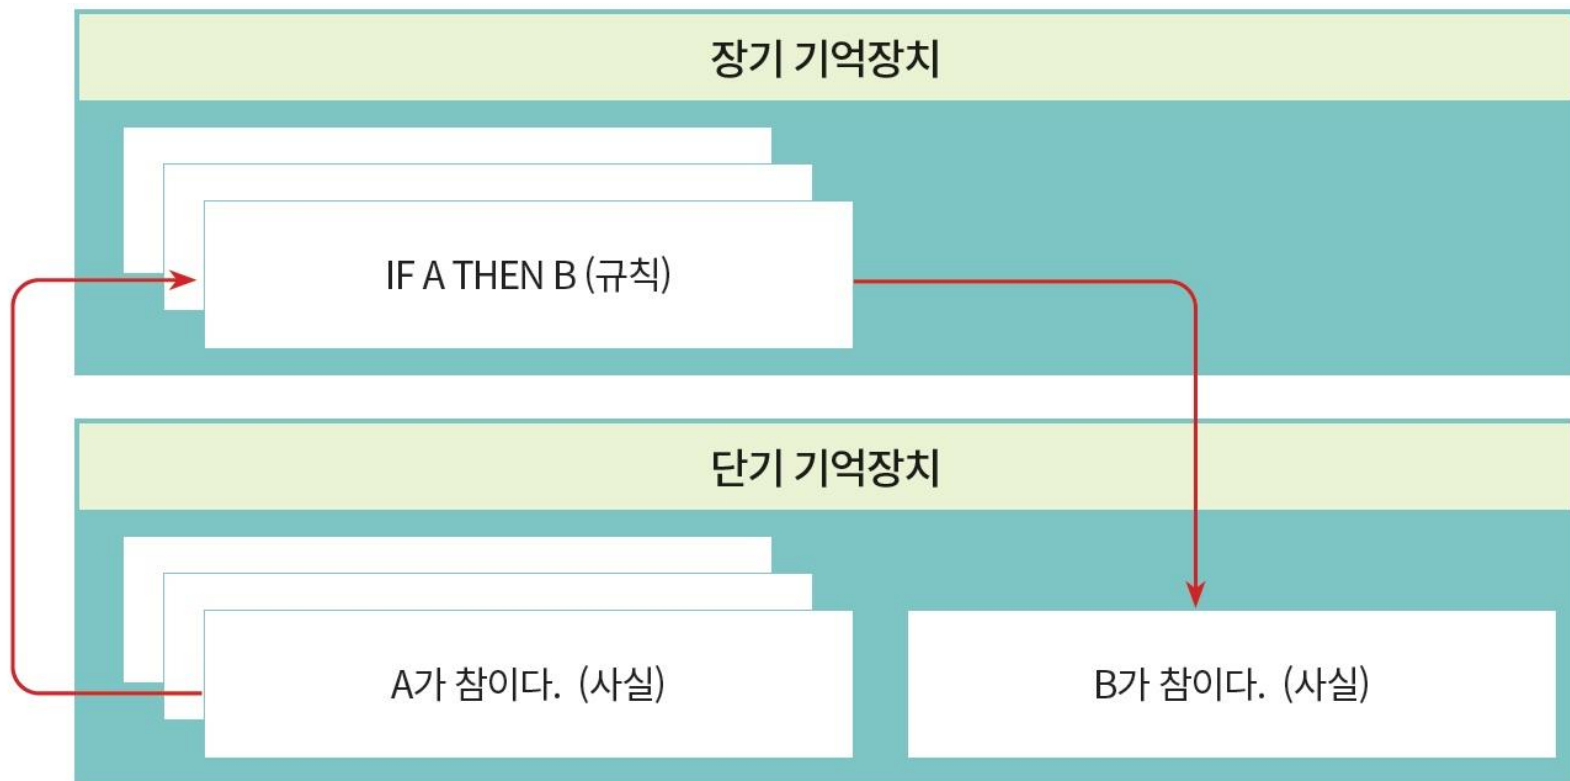 장기 기억장치
IF A THEN B (규칙)
단기 기억장치
A가 참이다. (사실)
B가 참이다. (사실)